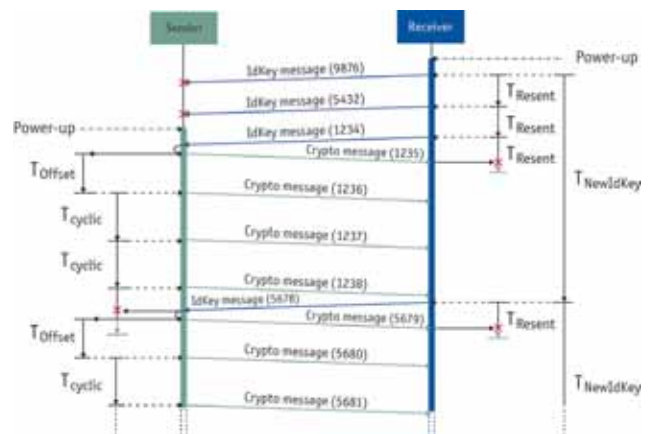 Sender
Receiver
Power-up
IdKey message (9876)
TResent
IdKey message (5432)
TResent
Power-up
IdKey message (1234)
Crypto message (1235)
TResent
TOffset
TNewIdKey
Crypto message (1236)
Tcyclic
Crypto message (1237)
Tcyclic
Crypto message (1238)
IdKey message (5678)
Crypto message (5679)
TResent
TOffset
Crypto message (5680)
Tcyclic
TNewIdKey
Crypto message (5681)